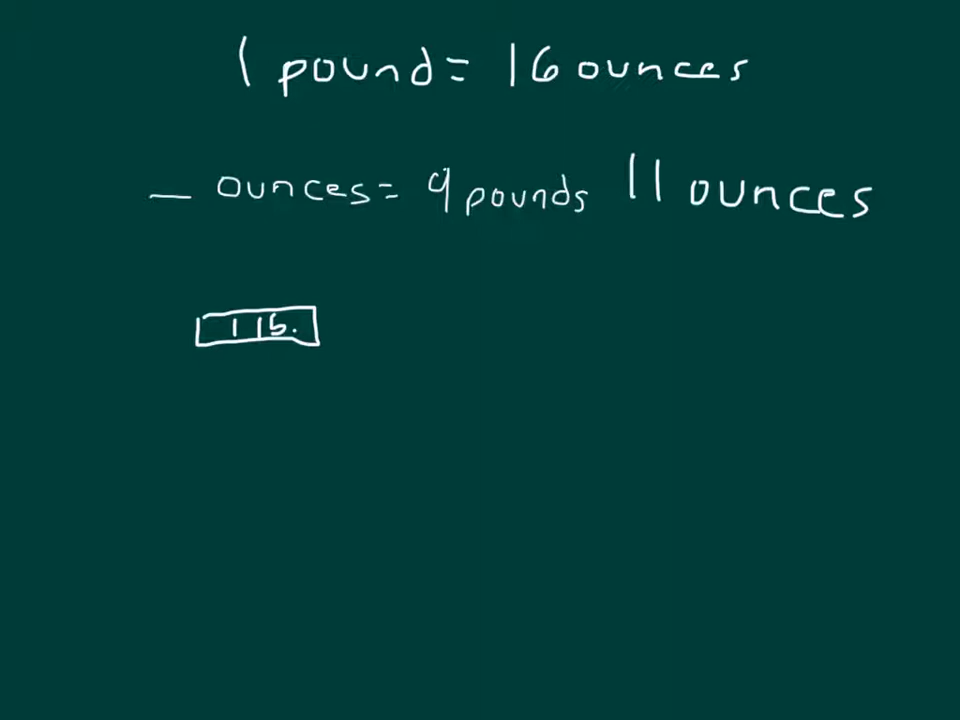 1 pound = 16 ounces
_ ounces = 9 pounds 11 ounces
1 lb.